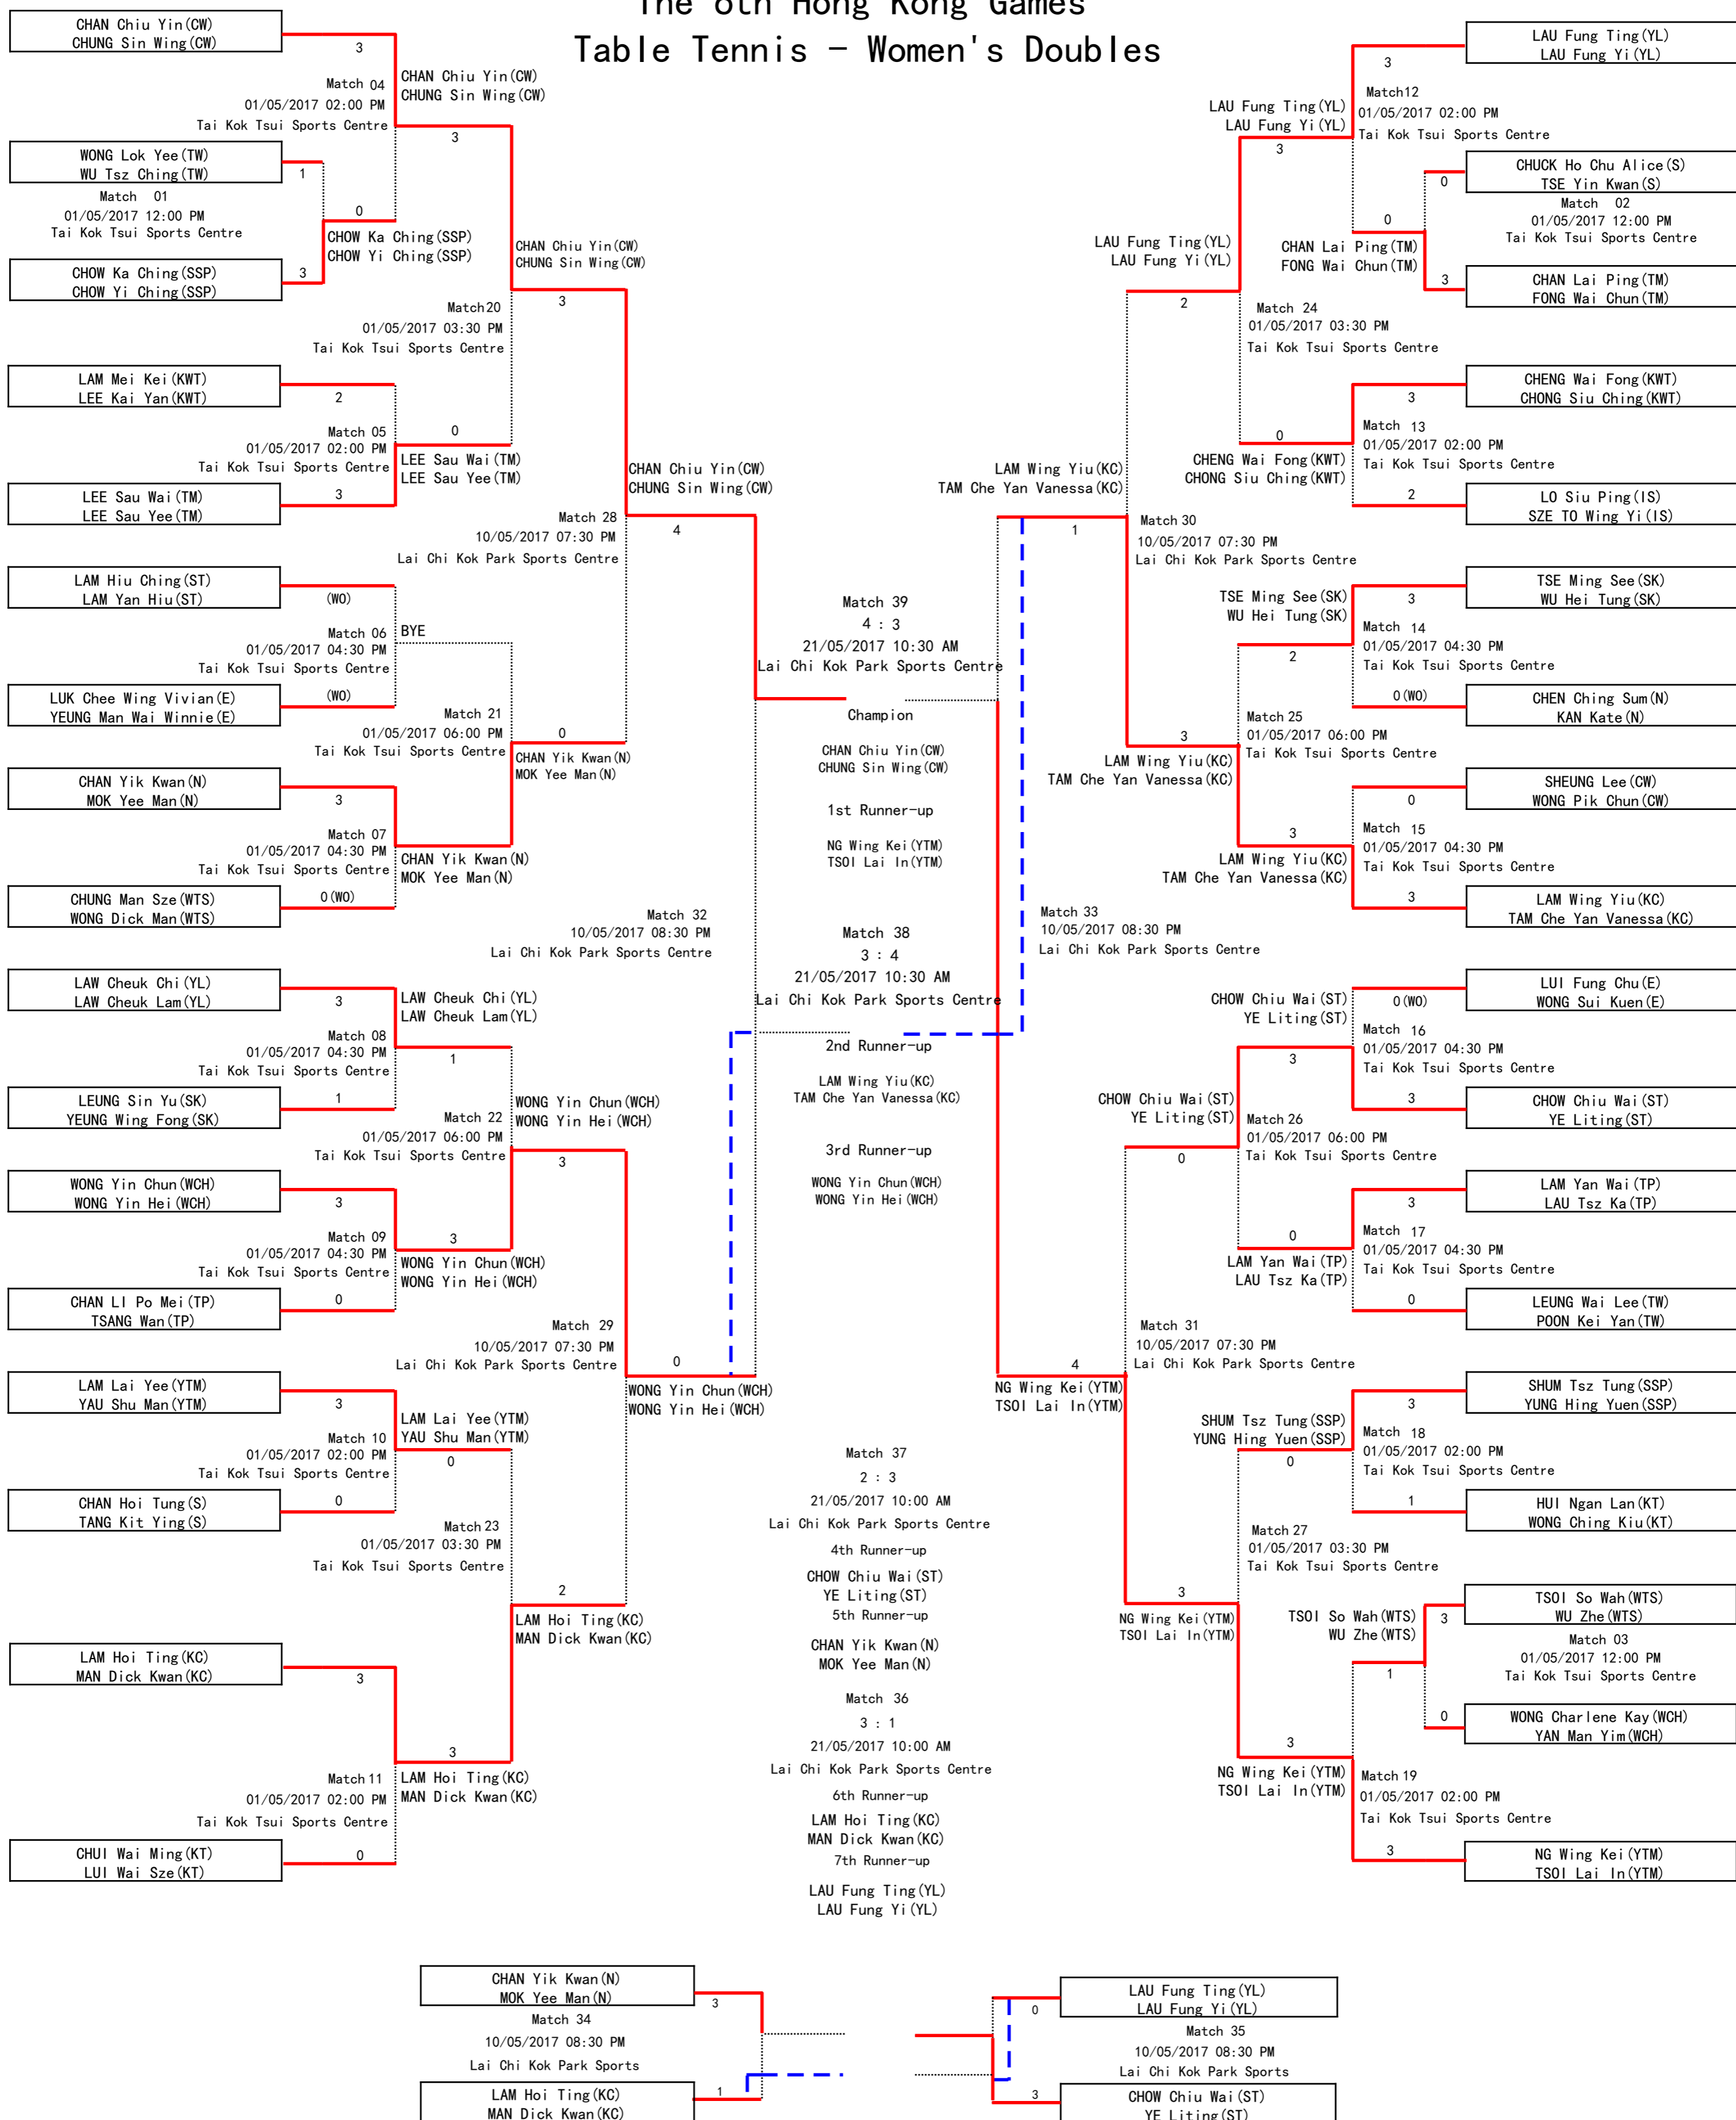 The 6th Hong Kong Games
Table Tennis - Women's Doubles
CHAN Chiu Yin(CW)
CHUNG Sin Wing(CW)
3
Match 04
01/05/2017 02:00 PM
Tai Kok Tsui Sports Centre
CHAN Chiu Yin(CW)
CHUNG Sin Wing(CW)
3
WONG Lok Yee(TW)
WU Tsz Ching(TW)
1
Match 01
01/05/2017 12:00 PM
Tai Kok Tsui Sports Centre
0
CHOW Ka Ching(SSP)
CHOW Yi Ching(SSP)
CHOW Ka Ching(SSP)
CHOW Yi Ching(SSP)
3
CHAN Chiu Yin(CW)
CHUNG Sin Wing(CW)
3
Match 20
01/05/2017 03:30 PM
Tai Kok Tsui Sports Centre
LAM Mei Kei(KWT)
LEE Kai Yan(KWT)
2
Match 05
01/05/2017 02:00 PM
Tai Kok Tsui Sports Centre
0
LEE Sau Wai(TM)
LEE Sau Yee(TM)
LEE Sau Wai(TM)
LEE Sau Yee(TM)
3
CHAN Chiu Yin(CW)
CHUNG Sin Wing(CW)
4
Match 28
10/05/2017 07:30 PM
Lai Chi Kok Park Sports Centre
LAM Hiu Ching(ST)
LAM Yan Hiu(ST)
(WO)
Match 06
01/05/2017 04:30 PM
Tai Kok Tsui Sports Centre
BYE
LUK Chee Wing Vivian(E)
YEUNG Man Wai Winnie(E)
(WO)
Match 21
01/05/2017 06:00 PM
Tai Kok Tsui Sports Centre
0
CHAN Yik Kwan(N)
MOK Yee Man(N)
CHAN Yik Kwan(N)
MOK Yee Man(N)
3
Match 07
01/05/2017 04:30 PM
Tai Kok Tsui Sports Centre
CHAN Yik Kwan(N)
MOK Yee Man(N)
CHUNG Man Sze(WTS)
WONG Dick Man(WTS)
0(WO)
Match 32
10/05/2017 08:30 PM
Lai Chi Kok Park Sports Centre
LAW Cheuk Chi(YL)
LAW Cheuk Lam(YL)
3
LAW Cheuk Chi(YL)
LAW Cheuk Lam(YL)
Match 08
01/05/2017 04:30 PM
Tai Kok Tsui Sports Centre
1
LEUNG Sin Yu(SK)
YEUNG Wing Fong(SK)
1
Match 22
01/05/2017 06:00 PM
Tai Kok Tsui Sports Centre
WONG Yin Chun(WCH)
WONG Yin Hei(WCH)
3
WONG Yin Chun(WCH)
WONG Yin Hei(WCH)
3
Match 09
01/05/2017 04:30 PM
Tai Kok Tsui Sports Centre
3
WONG Yin Chun(WCH)
WONG Yin Hei(WCH)
CHAN LI Po Mei(TP)
TSANG Wan(TP)
0
Match 29
10/05/2017 07:30 PM
Lai Chi Kok Park Sports Centre
0
WONG Yin Chun(WCH)
WONG Yin Hei(WCH)
LAM Lai Yee(YTM)
YAU Shu Man(YTM)
3
LAM Lai Yee(YTM)
YAU Shu Man(YTM)
Match 10
01/05/2017 02:00 PM
Tai Kok Tsui Sports Centre
0
CHAN Hoi Tung(S)
TANG Kit Ying(S)
0
Match 23
01/05/2017 03:30 PM
Tai Kok Tsui Sports Centre
2
LAM Hoi Ting(KC)
MAN Dick Kwan(KC)
LAM Hoi Ting(KC)
MAN Dick Kwan(KC)
3
3
Match 11
01/05/2017 02:00 PM
Tai Kok Tsui Sports Centre
LAM Hoi Ting(KC)
MAN Dick Kwan(KC)
CHUI Wai Ming(KT)
LUI Wai Sze(KT)
0
Match 39
4 : 3
21/05/2017 10:30 AM
Lai Chi Kok Park Sports Centre
Champion
CHAN Chiu Yin(CW)
CHUNG Sin Wing(CW)
1st Runner-up
NG Wing Kei(YTM)
TSOI Lai In(YTM)
Match 38
3 : 4
21/05/2017 10:30 AM
Lai Chi Kok Park Sports Centre
2nd Runner-up
LAM Wing Yiu(KC)
TAM Che Yan Vanessa(KC)
3rd Runner-up
WONG Yin Chun(WCH)
WONG Yin Hei(WCH)
Match 37
2 : 3
21/05/2017 10:00 AM
Lai Chi Kok Park Sports Centre
4th Runner-up
CHOW Chiu Wai(ST)
YE Liting(ST)
5th Runner-up
CHAN Yik Kwan(N)
MOK Yee Man(N)
Match 36
3 : 1
21/05/2017 10:00 AM
Lai Chi Kok Park Sports Centre
6th Runner-up
LAM Hoi Ting(KC)
MAN Dick Kwan(KC)
7th Runner-up
LAU Fung Ting(YL)
LAU Fung Yi(YL)
LAU Fung Ting(YL)
LAU Fung Yi(YL)
3
Match12
01/05/2017 02:00 PM
Tai Kok Tsui Sports Centre
LAU Fung Ting(YL)
LAU Fung Yi(YL)
3
CHUCK Ho Chu Alice(S)
TSE Yin Kwan(S)
0
Match 02
01/05/2017 12:00 PM
Tai Kok Tsui Sports Centre
0
CHAN Lai Ping(TM)
FONG Wai Chun(TM)
CHAN Lai Ping(TM)
FONG Wai Chun(TM)
3
LAU Fung Ting(YL)
LAU Fung Yi(YL)
2
Match 24
01/05/2017 03:30 PM
Tai Kok Tsui Sports Centre
CHENG Wai Fong(KWT)
CHONG Siu Ching(KWT)
3
Match 13
01/05/2017 02:00 PM
Tai Kok Tsui Sports Centre
0
CHENG Wai Fong(KWT)
CHONG Siu Ching(KWT)
LO Siu Ping(IS)
SZE TO Wing Yi(IS)
2
LAM Wing Yiu(KC)
TAM Che Yan Vanessa(KC)
1
Match 30
10/05/2017 07:30 PM
Lai Chi Kok Park Sports Centre
TSE Ming See(SK)
WU Hei Tung(SK)
3
TSE Ming See(SK)
WU Hei Tung(SK)
Match 14
01/05/2017 04:30 PM
Tai Kok Tsui Sports Centre
2
CHEN Ching Sum(N)
KAN Kate(N)
0(WO)
Match 25
01/05/2017 06:00 PM
Tai Kok Tsui Sports Centre
3
LAM Wing Yiu(KC)
TAM Che Yan Vanessa(KC)
SHEUNG Lee(CW)
WONG Pik Chun(CW)
0
Match 15
01/05/2017 04:30 PM
Tai Kok Tsui Sports Centre
3
LAM Wing Yiu(KC)
TAM Che Yan Vanessa(KC)
LAM Wing Yiu(KC)
TAM Che Yan Vanessa(KC)
3
Match 33
10/05/2017 08:30 PM
Lai Chi Kok Park Sports Centre
LUI Fung Chu(E)
WONG Sui Kuen(E)
0(WO)
CHOW Chiu Wai(ST)
YE Liting(ST)
Match 16
01/05/2017 04:30 PM
Tai Kok Tsui Sports Centre
3
CHOW Chiu Wai(ST)
YE Liting(ST)
3
CHOW Chiu Wai(ST)
YE Liting(ST)
0
Match 26
01/05/2017 06:00 PM
Tai Kok Tsui Sports Centre
LAM Yan Wai(TP)
LAU Tsz Ka(TP)
3
Match 17
01/05/2017 04:30 PM
Tai Kok Tsui Sports Centre
0
LAM Yan Wai(TP)
LAU Tsz Ka(TP)
LEUNG Wai Lee(TW)
POON Kei Yan(TW)
0
Match 31
10/05/2017 07:30 PM
Lai Chi Kok Park Sports Centre
4
NG Wing Kei(YTM)
TSOI Lai In(YTM)
SHUM Tsz Tung(SSP)
YUNG Hing Yuen(SSP)
3
SHUM Tsz Tung(SSP)
YUNG Hing Yuen(SSP)
Match 18
01/05/2017 02:00 PM
Tai Kok Tsui Sports Centre
0
HUI Ngan Lan(KT)
WONG Ching Kiu(KT)
1
Match 27
01/05/2017 03:30 PM
Tai Kok Tsui Sports Centre
3
NG Wing Kei(YTM)
TSOI Lai In(YTM)
TSOI So Wah(WTS)
WU Zhe(WTS)
3
TSOI So Wah(WTS)
WU Zhe(WTS)
Match 03
01/05/2017 12:00 PM
Tai Kok Tsui Sports Centre
1
WONG Charlene Kay(WCH)
YAN Man Yim(WCH)
0
3
NG Wing Kei(YTM)
TSOI Lai In(YTM)
Match 19
01/05/2017 02:00 PM
Tai Kok Tsui Sports Centre
NG Wing Kei(YTM)
TSOI Lai In(YTM)
3
CHAN Yik Kwan(N)
MOK Yee Man(N)
3
Match 34
10/05/2017 08:30 PM
Lai Chi Kok Park Sports
LAM Hoi Ting(KC)
MAN Dick Kwan(KC)
1
LAU Fung Ting(YL)
LAU Fung Yi(YL)
0
Match 35
10/05/2017 08:30 PM
Lai Chi Kok Park Sports
CHOW Chiu Wai(ST)
YE Liting(ST)
3